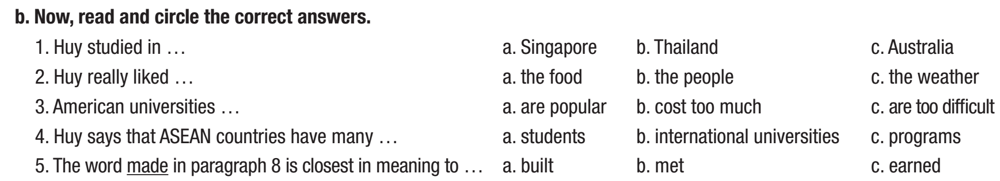 b. Now, read and circle the correct answers.
1. Huy studied in … a. Singapore b. Thailand c. Australia
2. Huy really liked … a. the food b. the people c. the weather
3. American universities … a. are popular b. cost too much c. are too difficult
4. Huy says that ASEAN countries have many … a. students b. international universities c. programs
5. The word made in paragraph 8 is closest in meaning to … a. built b. met c. earned